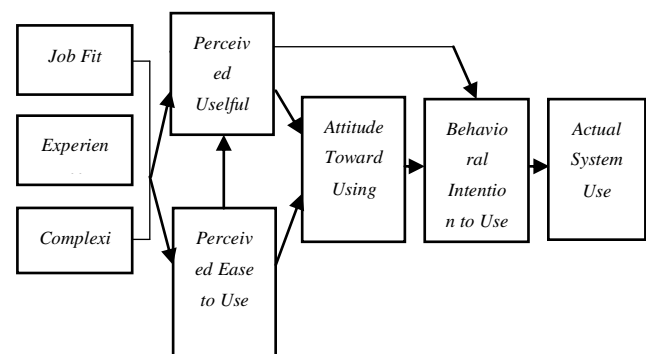 Job Fit
Experien
Complexi
Perceiv
ed
Uselful
Perceiv
ed Ease
to Use
Attitude
Toward
Using
Behavio
ral
Intentio
n to Use
Actual
System
Use